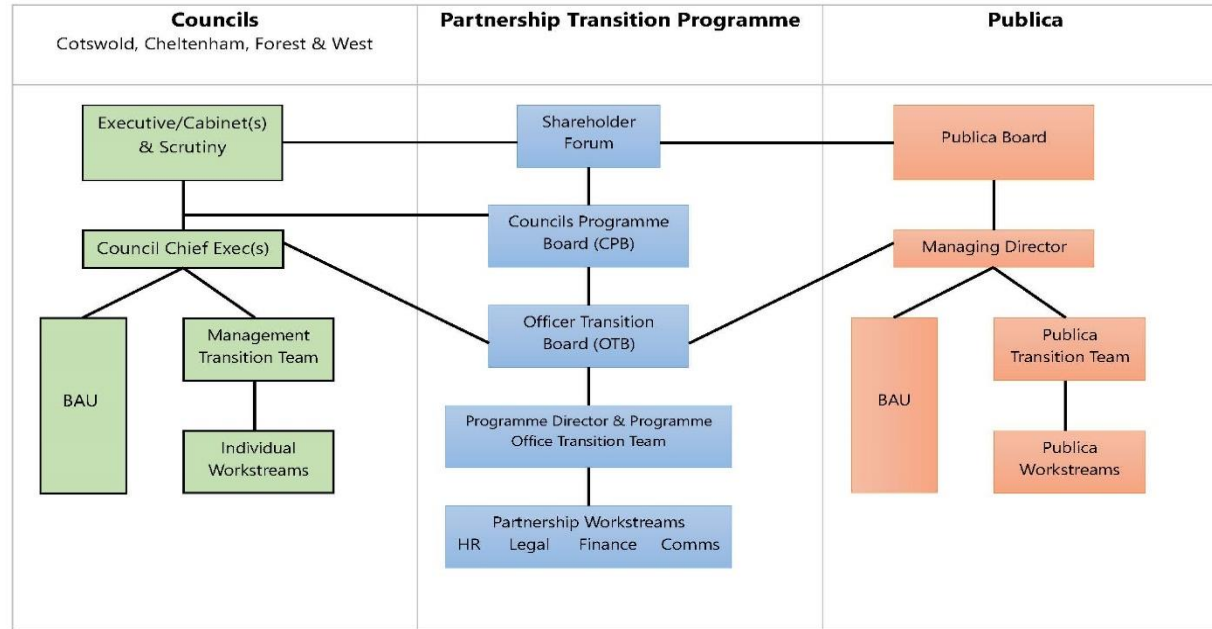 Councils
Cotswold, Cheltenham, Forest & West
Executive/Cabinet(s)
& Scrutiny
Council Chief Exec(s)
BAU
Management
Transition Team
Individual
Workstreams
Partnership Transition Programme
Shareholder
Forum
Councils Programme
Board (CPB)
Officer Transition
Board (OTB)
Programme Director & Programme
Office Transition Team
Partnership Workstreams
HR Legal Finance Comms
Publica
Publica Board
Managing Director
BAU
Publica
Transition Team
Publica
Workstreams